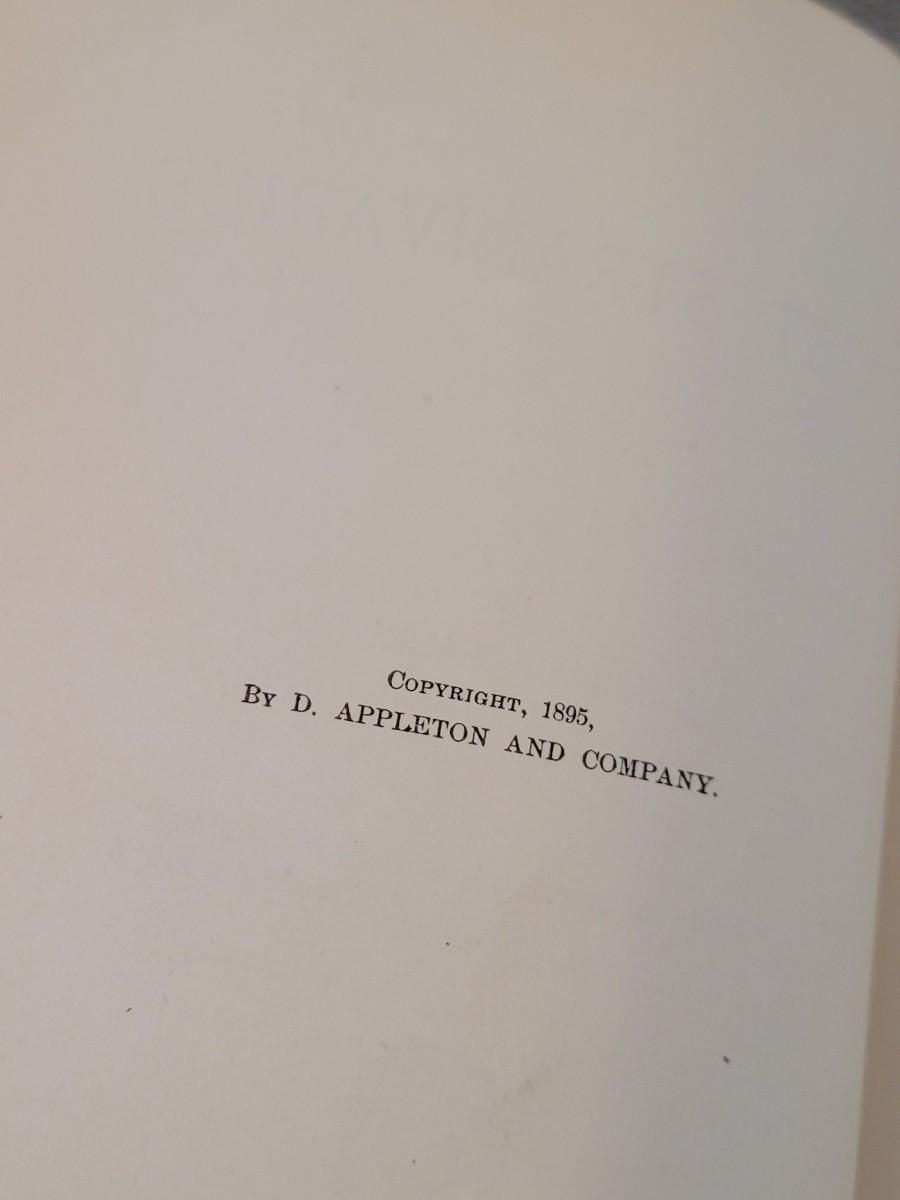 Copyright, 1895,
By D. APPLETON AND COMPANY.